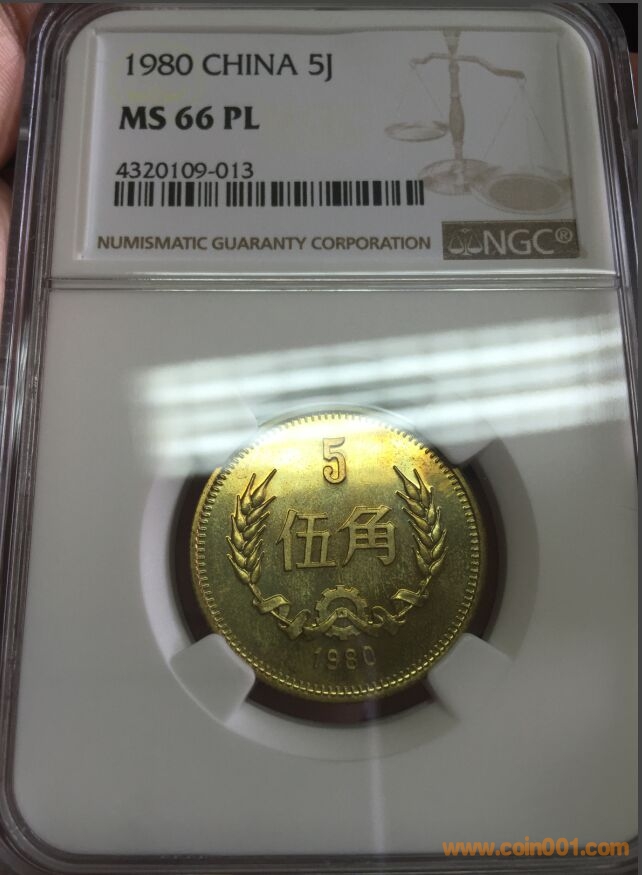 1980 CHINA 5J
MS 66 PL
4320109-013
NUMISMATIC GUARANTY CORPORATION
NGC®
5
伍角
1980
www.coin001.com